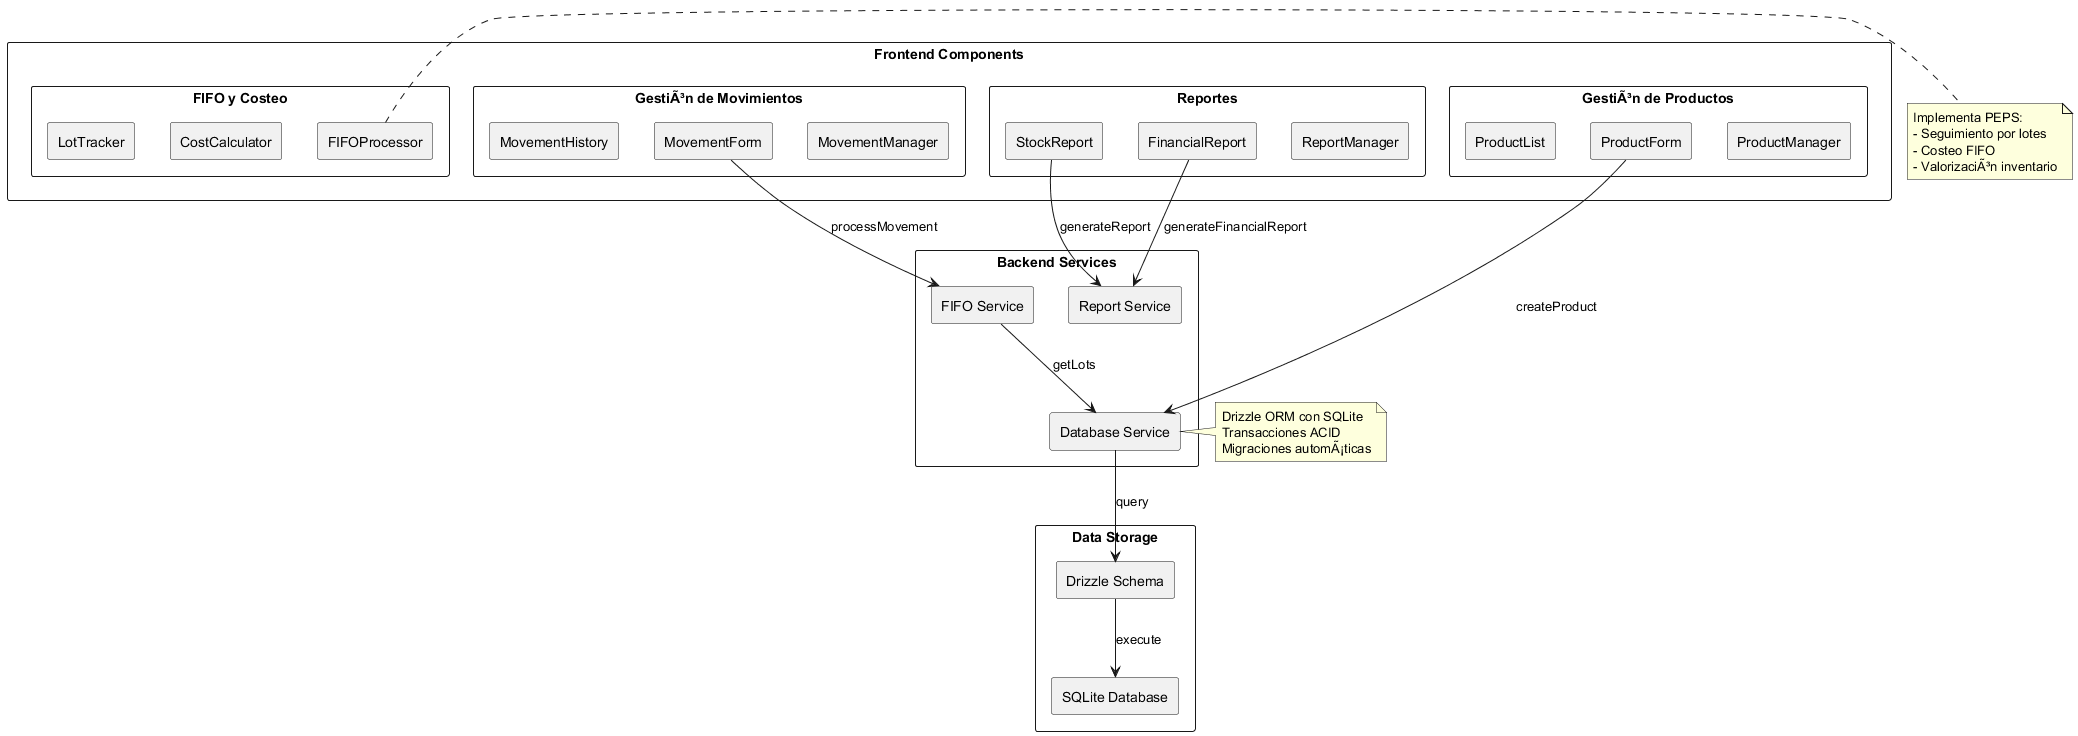 Frontend Components
FIFO y Costeo
LotTracker
CostCalculator
FIFOProcessor
GestiÃ³n de Movimientos
MovementHistory
MovementForm
MovementManager
Reportes
StockReport
FinancialReport
ReportManager
GestiÃ³n de Productos
ProductList
ProductForm
ProductManager
Implementa PEPS:
- Seguimiento por lotes
- Costeo FIFO
- ValorizaciÃ³n inventario
processMovement
generateReport
generateFinancialReport
createProduct
Backend Services
FIFO Service
Report Service
getLots
Database Service
Drizzle ORM con SQLite
Transacciones ACID
Migraciones automÃ¡ticas
query
Data Storage
Drizzle Schema
execute
SQLite Database